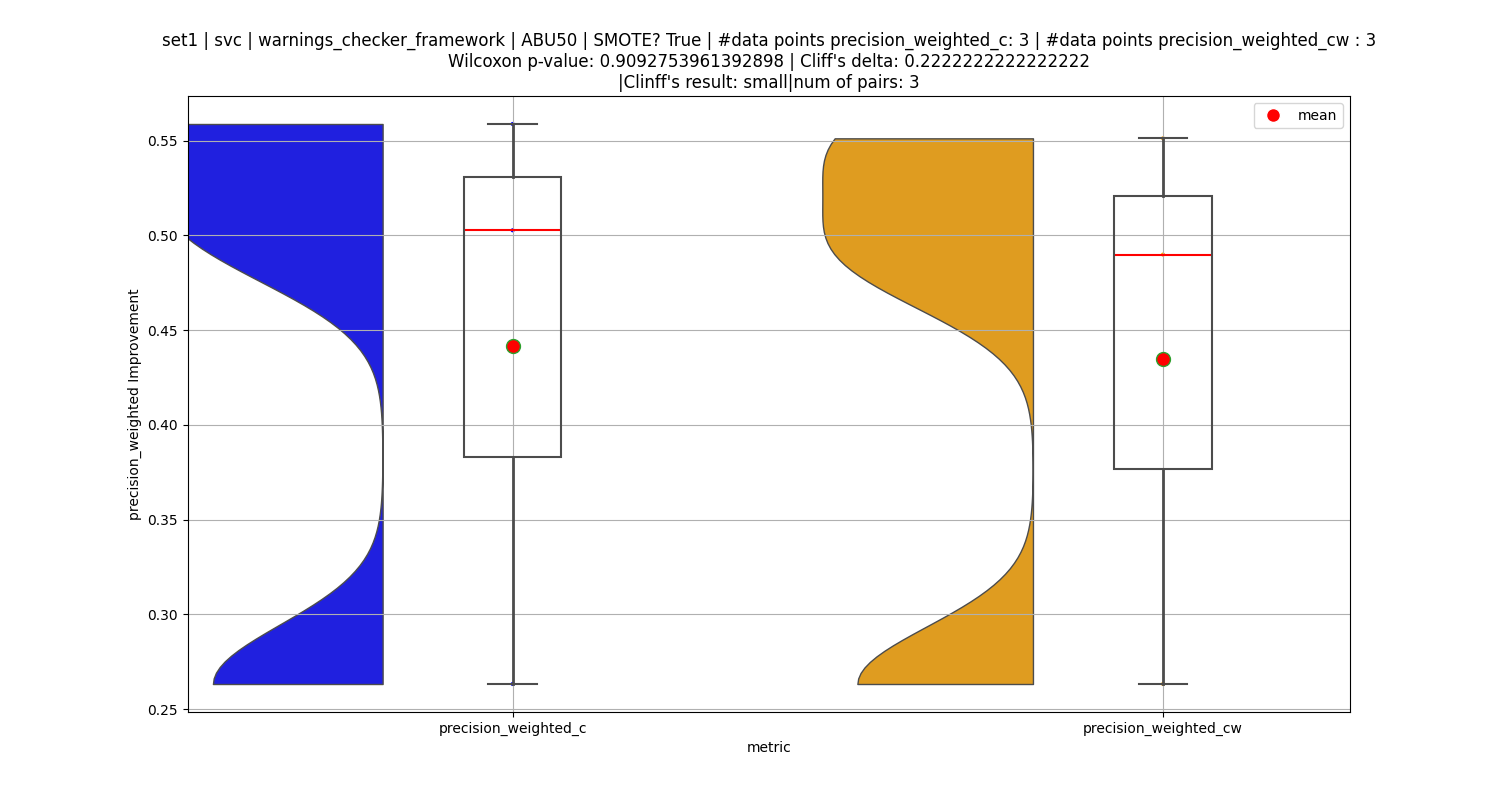 set1 | svc | warnings_checker_framework | ABU50 | SMOTE? True | #data points precision_weighted_c: 3 | #data points precision_weighted_cw : 3
Wilcoxon p-value: 0.9092753961392898 | Cliff's delta: 0.2222222222222222
|Clinff's result: small|num of pairs: 3
mean
0.55
0.50
0.45
0.40
0.35
0.30
0.25
precision_weighted Improvement
precision_weighted_c
precision_weighted_cw
metric